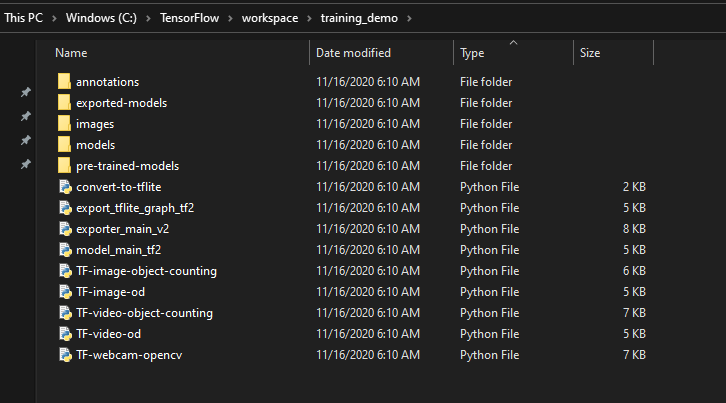 This PC > Windows (C:) > TensorFlow > workspace > training_demo >
Name Date modified Type Size
annotations 11/16/2020 6:10 AM File folder
exported-models 11/16/2020 6:10 AM File folder
images 11/16/2020 6:10 AM File folder
models 11/16/2020 6:10 AM File folder
pre-trained-models 11/16/2020 6:10 AM File folder
convert-to-tflite 11/16/2020 6:10 AM Python File 2 KB
export_tflite_graph_tf2 11/16/2020 6:10 AM Python File 5 KB
exporter_main_v2 11/16/2020 6:10 AM Python File 8 KB
model_main_tf2 11/16/2020 6:10 AM Python File 5 KB
TF-image-object-counting 11/16/2020 6:10 AM Python File 6 KB
TF-image-od 11/16/2020 6:10 AM Python File 5 KB
TF-video-object-counting 11/16/2020 6:10 AM Python File 7 KB
TF-video-od 11/16/2020 6:10 AM Python File 5 KB
TF-webcam-opencv 11/16/2020 6:10 AM Python File 7 KB